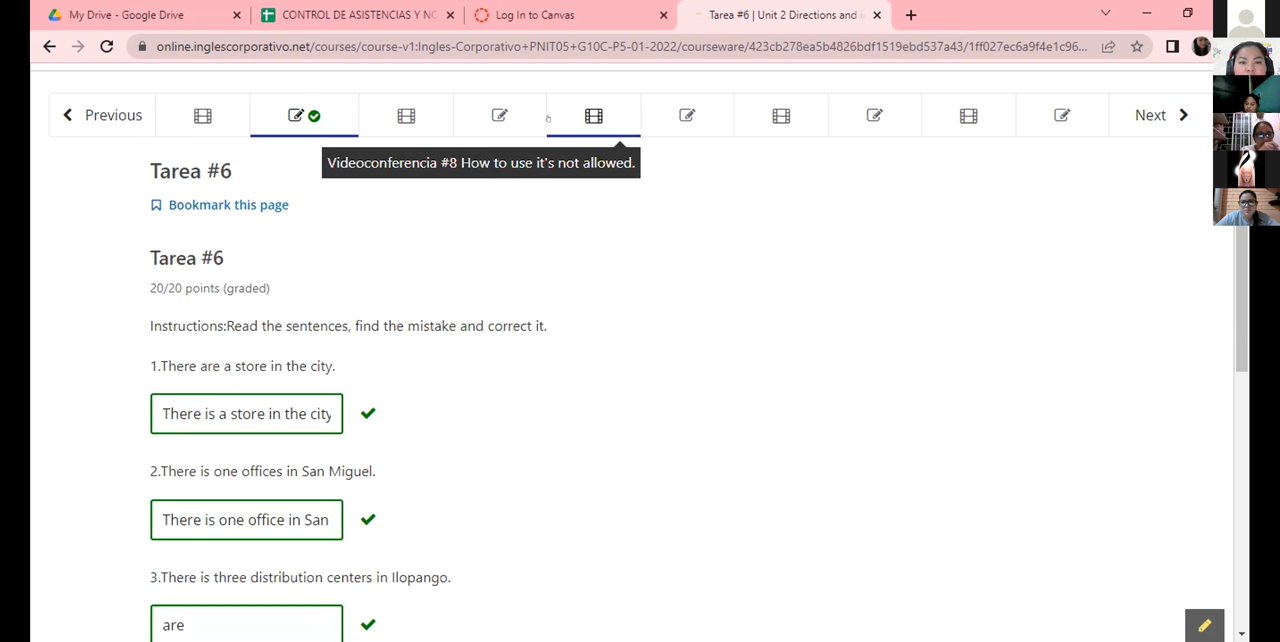 My Drive - Google Drive
CONTROL DE ASISTENCIAS Y NC
Log In to Canvas
Tarea #6 | Unit 2 Directions and i
online.inglescorporativo.net/courses/course-v1:Ingles-Corporativo+PNIT05+G10C-P5-01-2022/courseware/423cb278ea5b4826bdf1519ebd537a43/1ff027ec6a9f4e1c96...
Previous
Next
Videoconferencia #8 How to use it's not allowed.
Tarea #6
Bookmark this page
Tarea #6
20/20 points (graded)
Instructions:Read the sentences, find the mistake and correct it.
1.There are a store in the city.
There is a store in the city
2.There is one offices in San Miguel.
There is one office in San
3.There is three distribution centers in Ilopango.
are